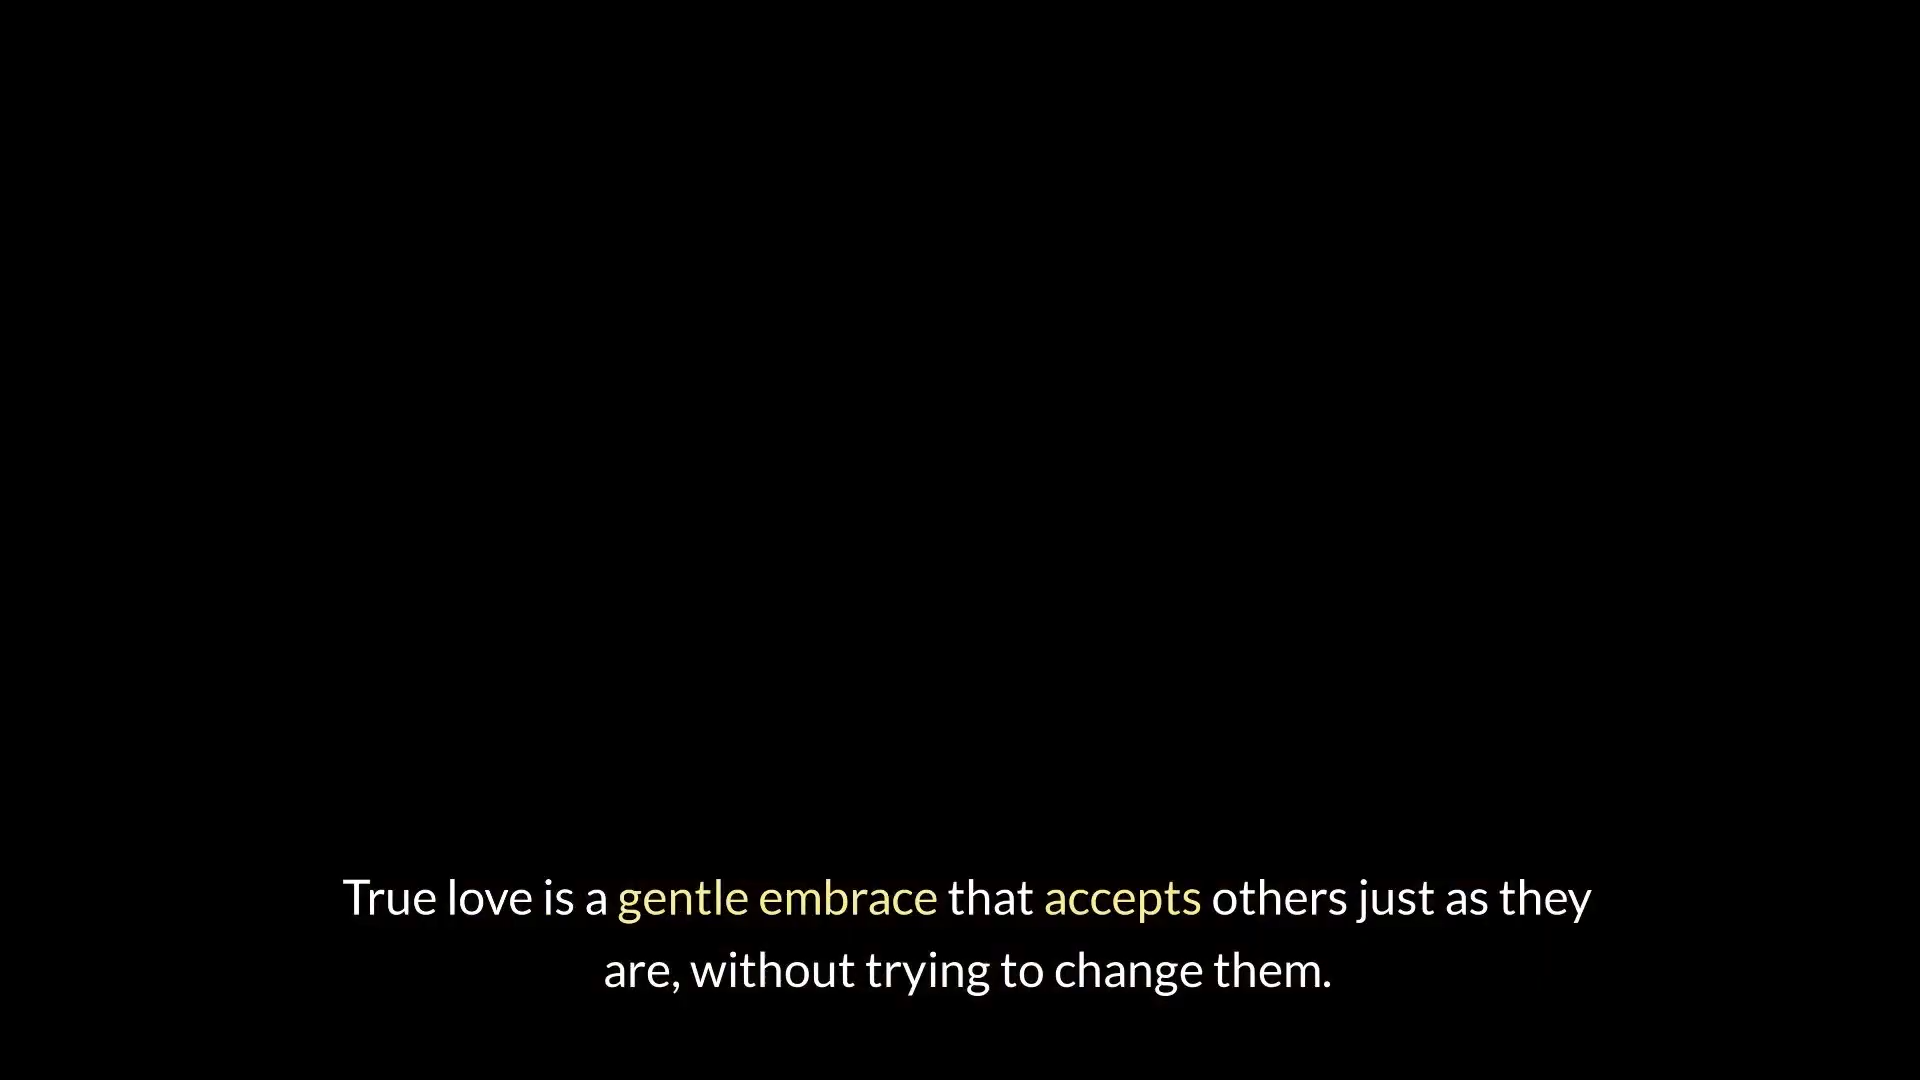 True love is a gentle embrace that accepts others just as they
are, without trying to change them.